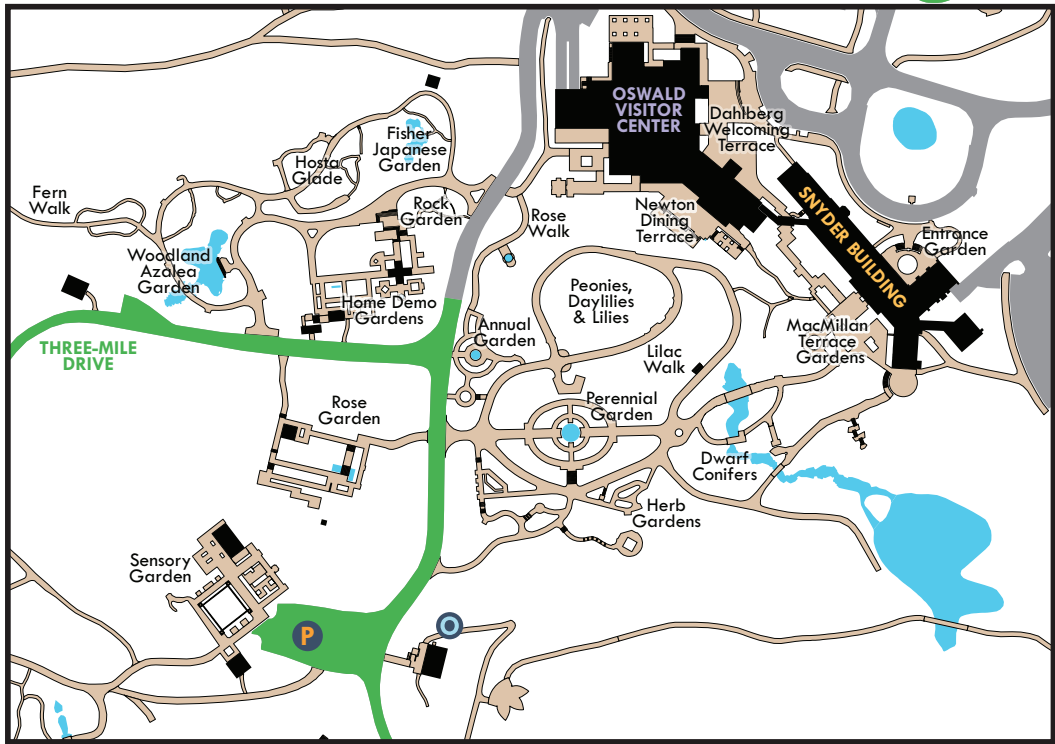 OSWALD
VISITOR
CENTER
Dahlberg
Welcoming
Terrace
Fisher
Japanese
Garden
Hosta
Glade
Fern
Walk
Rock
Garden
Rose
Walk
Newton
Dining
Terrace
SNYDER BUILDING
Entrance
Garden
Woodland
Azalea
Garden
Home Demo
Gardens
Peonies,
Daylilies
& Lilies
Annual
Garden
MacMillan
Terrace
Gardens
THREE-MILE
DRIVE
Lilac
Walk
Rose
Garden
Perennial
Garden
Dwarf
Conifers
Herb
Gardens
Sensory
Garden
P
O